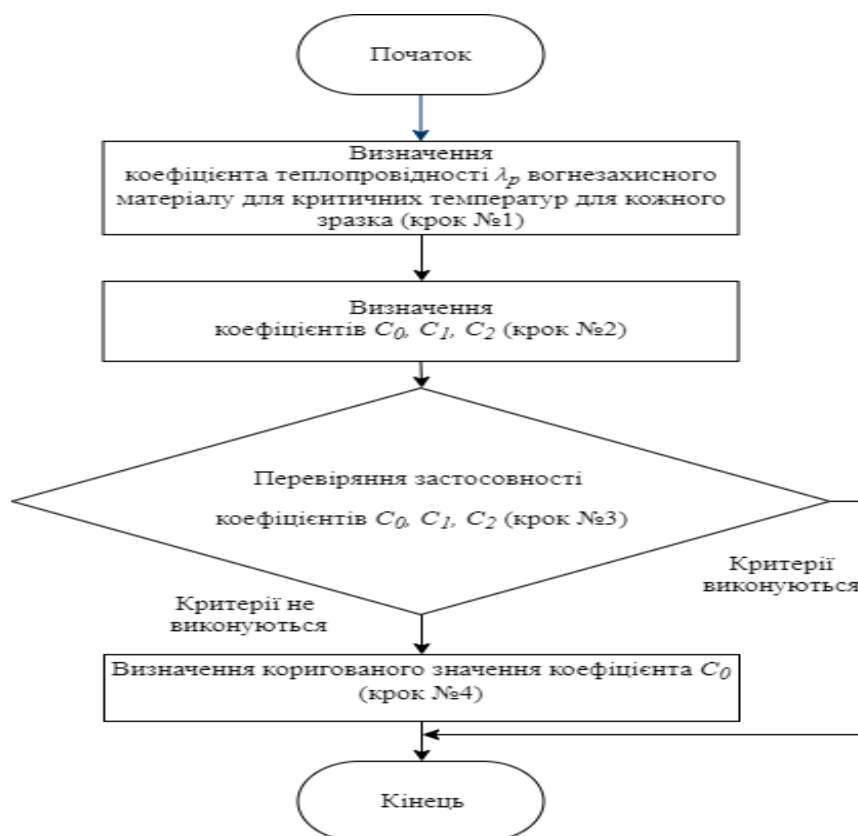 Початок
Визначення
коефіцієнта теплопровідності λp вогнезахисного
матеріалу для критичних температур для кожного
зразка (крок №1)
Визначення
коефіцієнтів C0, C1, C2 (крок №2)
Перевіряння застосовності
коефіцієнтів C0, C1, C2 (крок №3)
Критерії
виконуються
Критерії не
виконуються
Визначення коригованого значення коефіцієнта C0
(крок №4)
Кінець